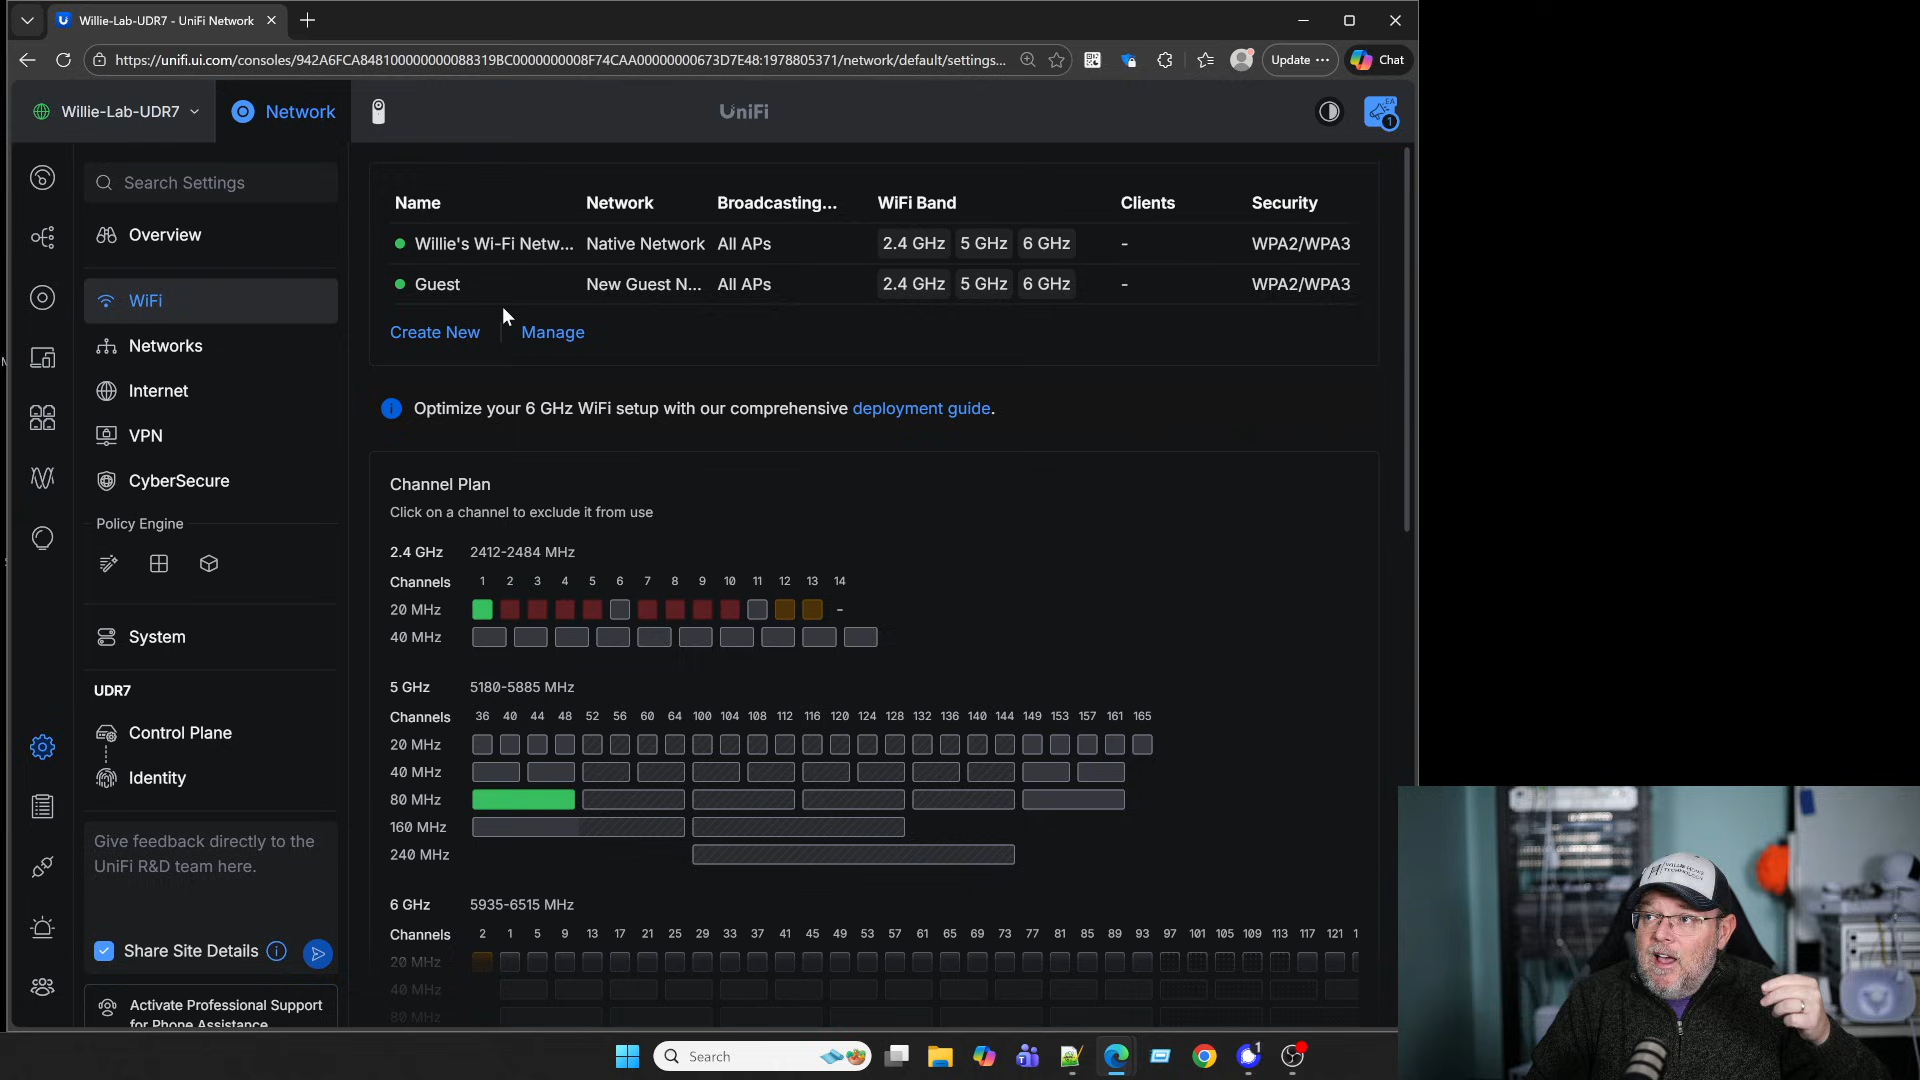 Willie-Lab-UDR7 - UniFi Network
https://unifi.ui.com/consoles/942A6FCA848100000000088319BC0000000008F74CAA00000000673D7E48:1978805371/network/default/settings...
Update
Chat
Willie-Lab-UDR7
Network
UniFi
EA
1
Search Settings
Overview
WiFi
Networks
Internet
VPN
CyberSecure
Policy Engine
System
UDR7
Control Plane
Identity
Give feedback directly to the
UniFi R&D team here.
Share Site Details
Activate Professional Support
for Phone Assistance
Name Network Broadcasting... WiFi Band Clients Security
Willie's Wi-Fi Netw... Native Network All APs 2.4 GHz 5 GHz 6 GHz - WPA2/WPA3
Guest New Guest N... All APs 2.4 GHz 5 GHz 6 GHz - WPA2/WPA3
Create New Manage
Optimize your 6 GHz WiFi setup with our comprehensive deployment guide.
Channel Plan
Click on a channel to exclude it from use
2.4 GHz 2412-2484 MHz
Channels 1 2 3 4 5 6 7 8 9 10 11 12 13 14
20 MHz -
40 MHz
5 GHz 5180-5885 MHz
Channels 36 40 44 48 52 56 60 64 100 104 108 112 116 120 124 128 132 136 140 144 149 153 157 161 165
20 MHz
40 MHz
80 MHz
160 MHz
240 MHz
6 GHz 5935-6515 MHz
Channels 2 1 5 9 13 17 21 25 29 33 37 41 45 49 53 57 61 65 69 73 77 81 85 89 93 97 101 105 109 113 117 121 1
20 MHz
40 MHz
80 MHz
Search
1